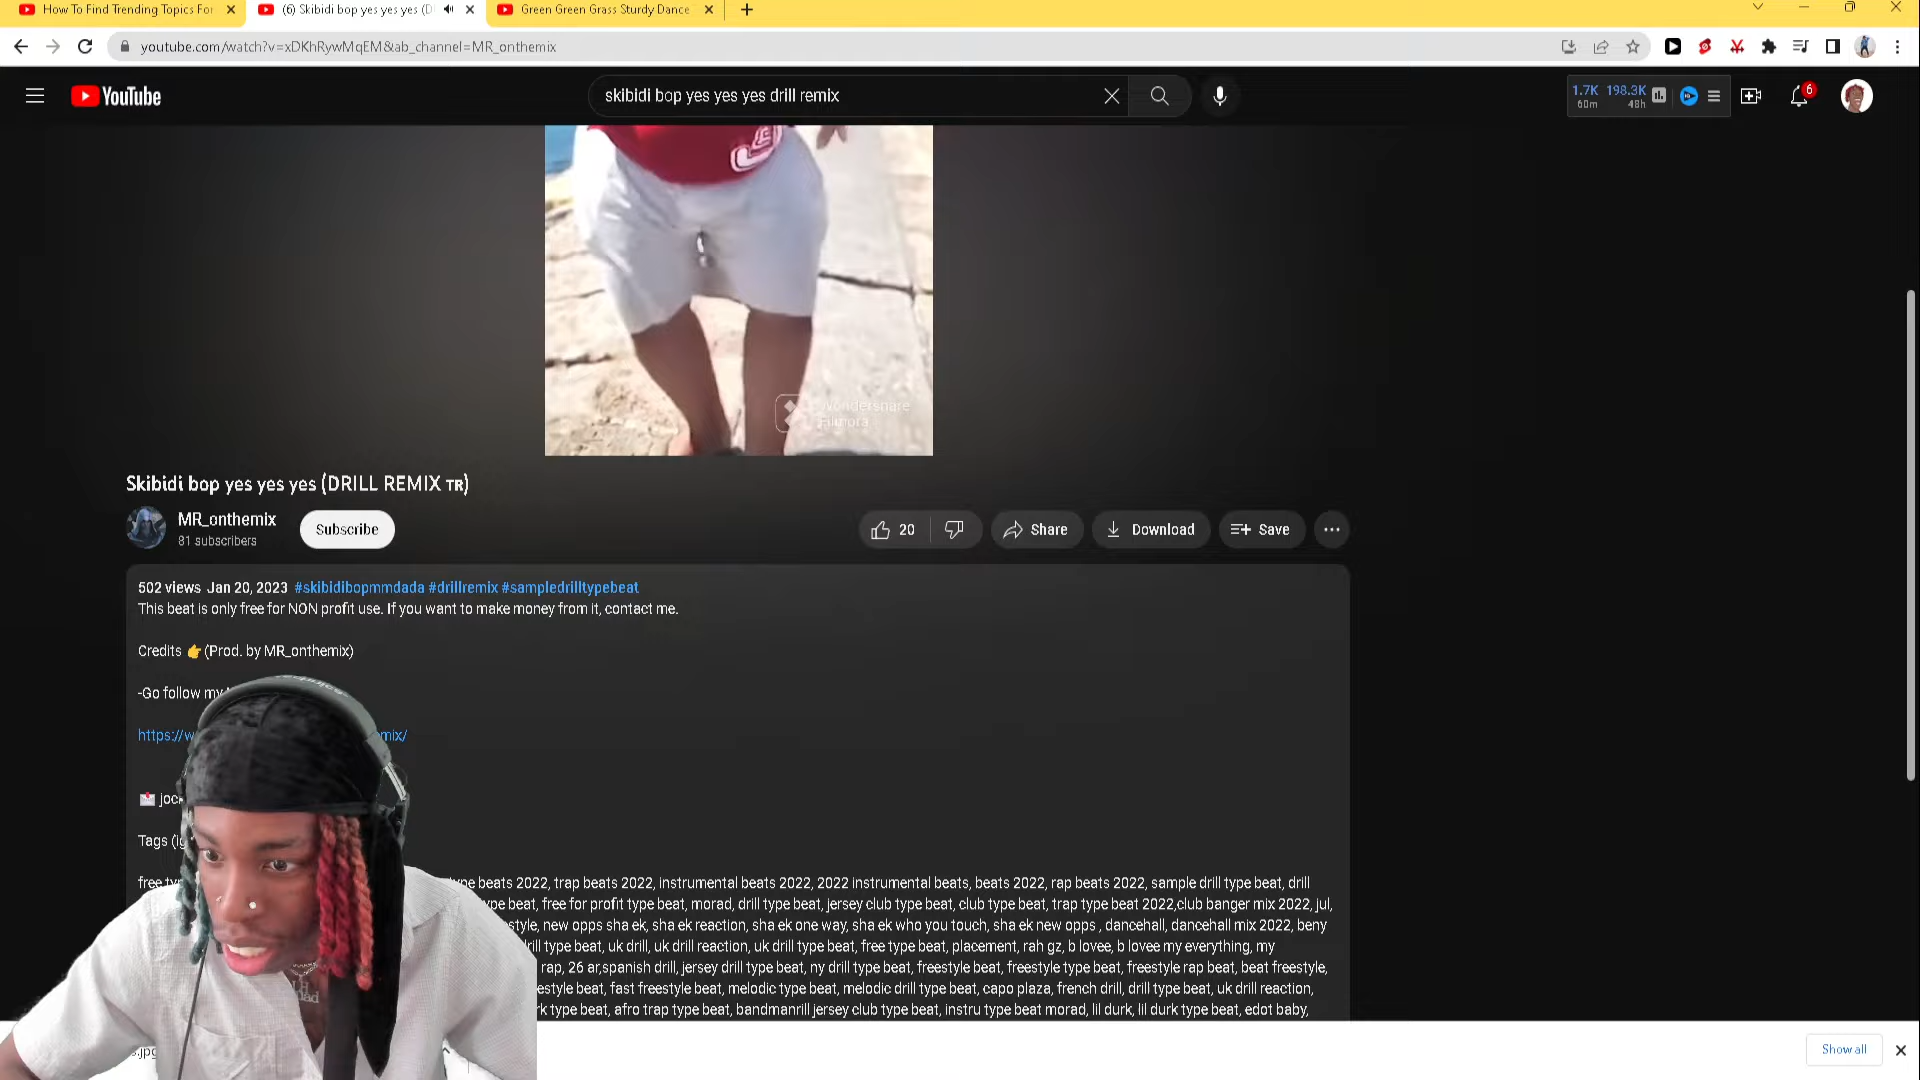 How To Find Trending Topics For
(6) Skibidi bop yes yes yes (D
Green Green Grass Sturdy Dance
youtube.com/watch?v=xDKhRywMqEM&ab_channel=MR_onthemix
YouTube
skibidi bop yes yes yes drill remix
1.7K 198.3K
60m 48h
6
Wondershare
Filmora
Skibidi bop yes yes yes (DRILL REMIX TR)
MR_onthemix
81 subscribers
Subscribe
20
Share
Download
Save
502 views Jan 20, 2023 #skibidibopmmdada #drillremix #sampledrilltypebeat
This beat is only free for NON profit use. If you want to make money from it, contact me.
Credits 👉 (Prod. by MR_onthemix)
-Go follow my
https://w mix/
Tags
free beats 2022, trap beats 2022, instrumental beats 2022, 2022 instrumental beats, beats 2022, rap beats 2022, sample drill type beat, drill
type beat, free for profit type beat, morad, drill type beat, jersey club type beat, club type beat, trap type beat 2022,club banger mix 2022, jul,
style, new opps sha ek, sha ek reaction, sha ek one way, sha ek who you touch, sha ek new opps , dancehall, dancehall mix 2022, beny
drill type beat, uk drill, uk drill reaction, uk drill type beat, free type beat, placement, rah gz, b lovee, b lovee my everything, my
rap, 26 ar,spanish drill, jersey drill type beat, ny drill type beat, freestyle beat, freestyle type beat, freestyle rap beat, beat freestyle,
estyle beat, fast freestyle beat, melodic type beat, melodic drill type beat, capo plaza, french drill, drill type beat, uk drill reaction,
rk type beat, afro trap type beat, bandmanrill jersey club type beat, instru type beat morad, lil durk, lil durk type beat, edot baby,
s.jpg
Show all